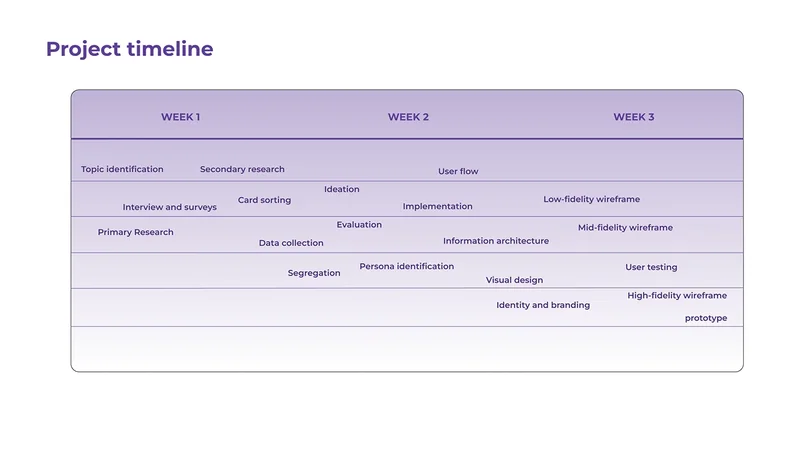 Project timeline
WEEK 1 WEEK 2 WEEK 3
Topic identification Secondary research User flow
Ideation
Card sorting Low-fidelity wireframe
Interview and surveys Implementation
Evaluation Mid-fidelity wireframe
Primary Research
Data collection Information architecture
Persona identification User testing
Segregation
Visual design
High-fidelity wireframe
Identity and branding
prototype